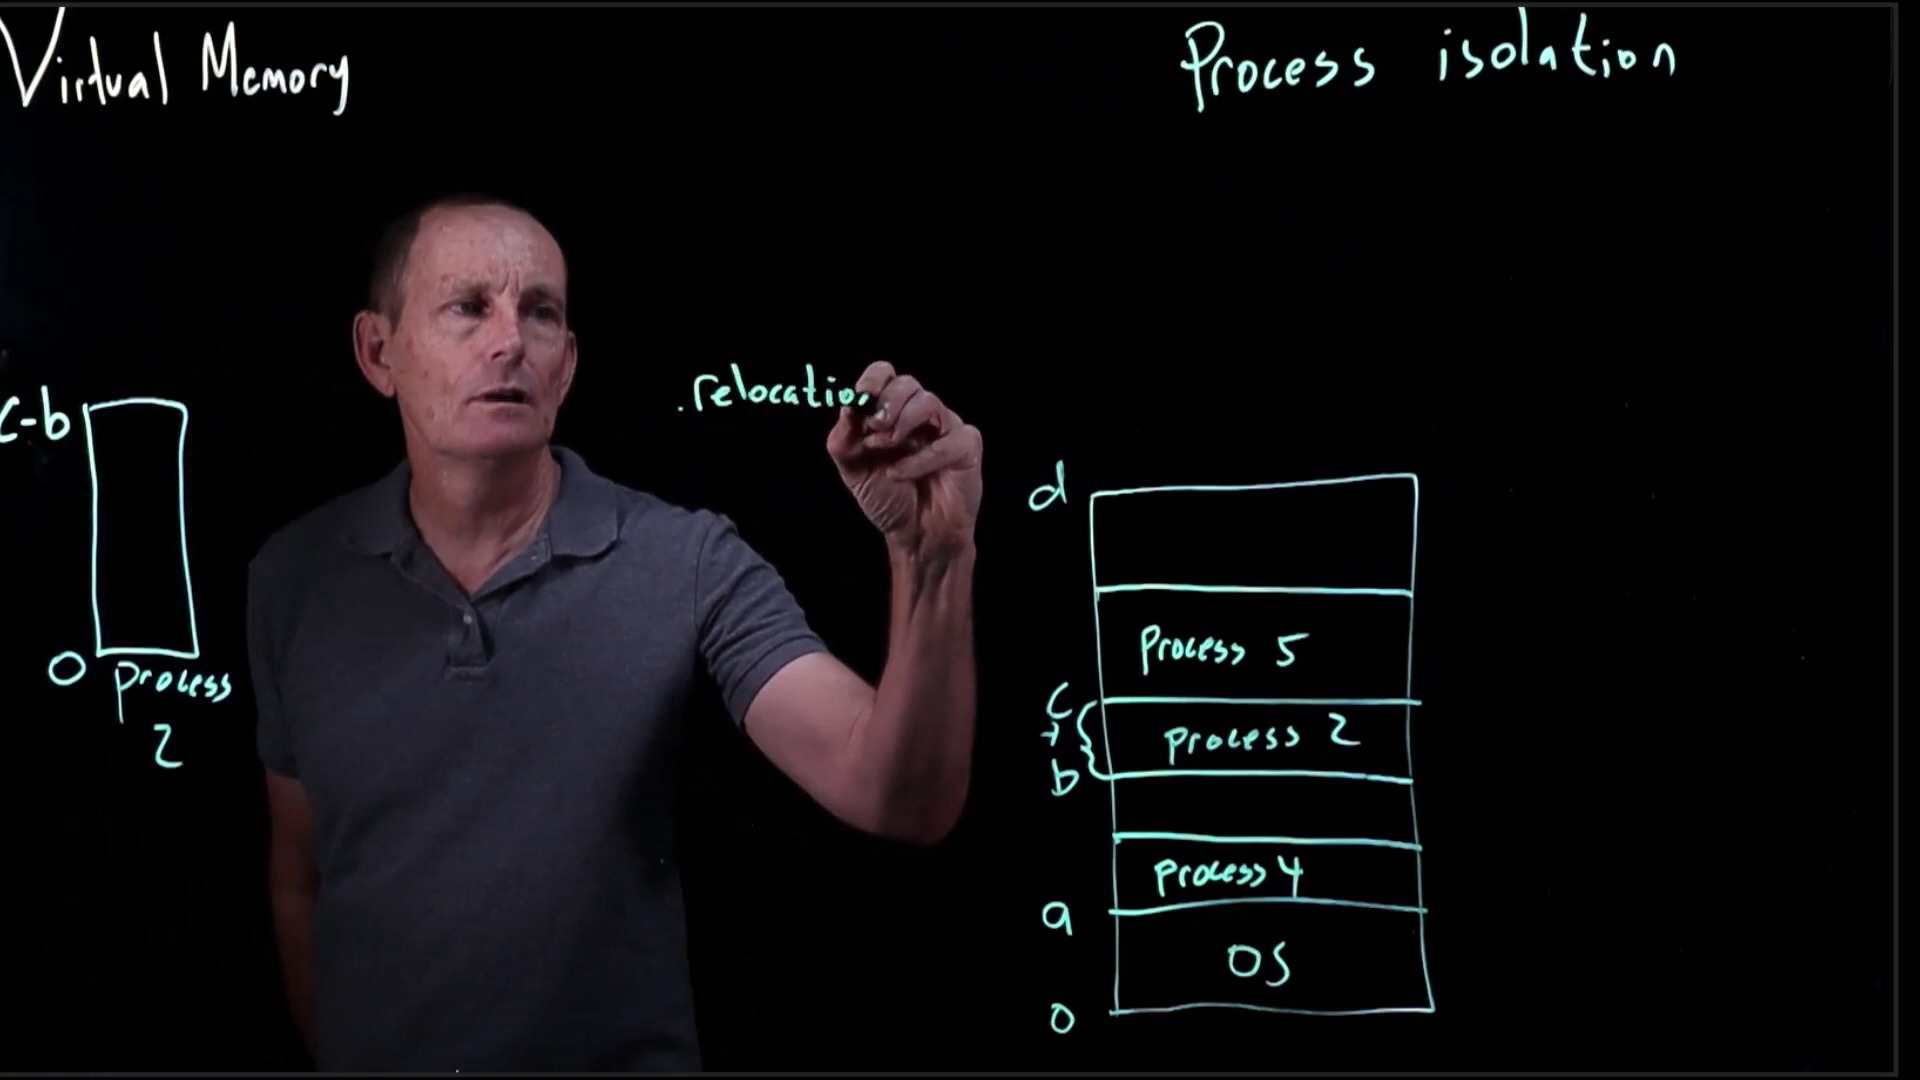 Virtual Memory
Process isolation
.relocation
c-b
0
process
2
d
Process 5
c
process 2
b
process 4
a
OS
0